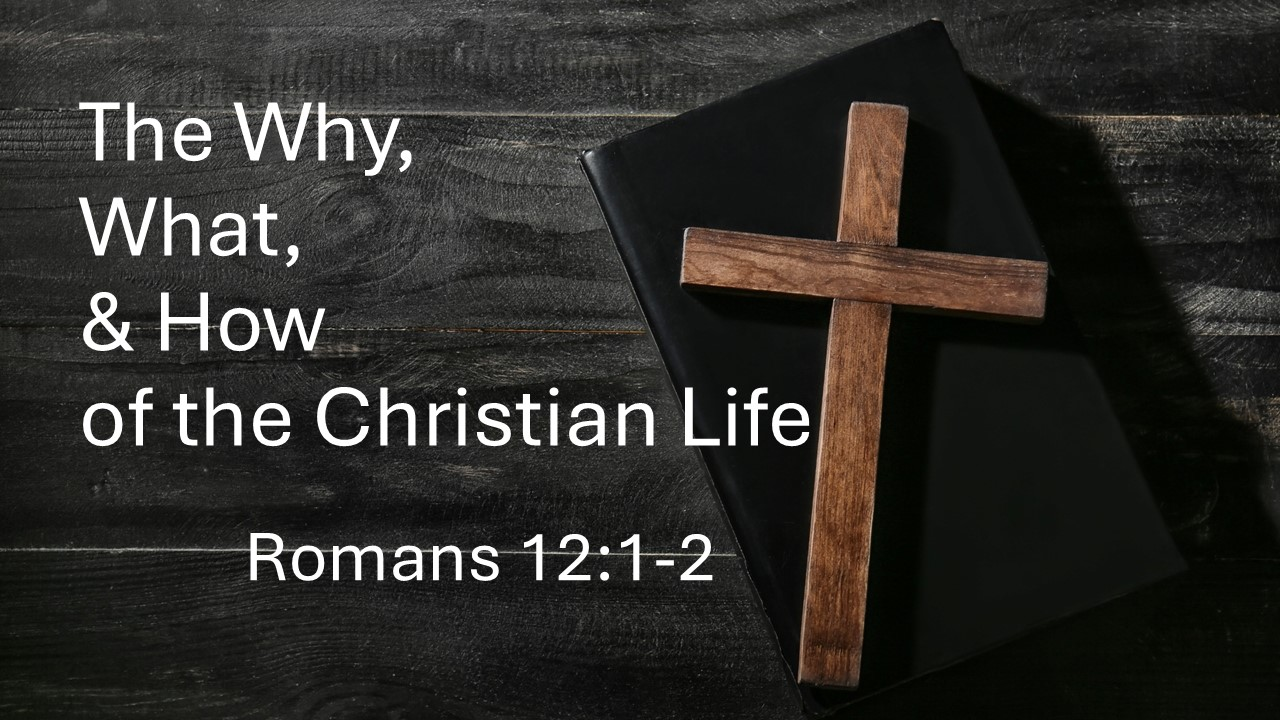 The Why,
What,
& How
of the Christian Life
Romans 12:1-2